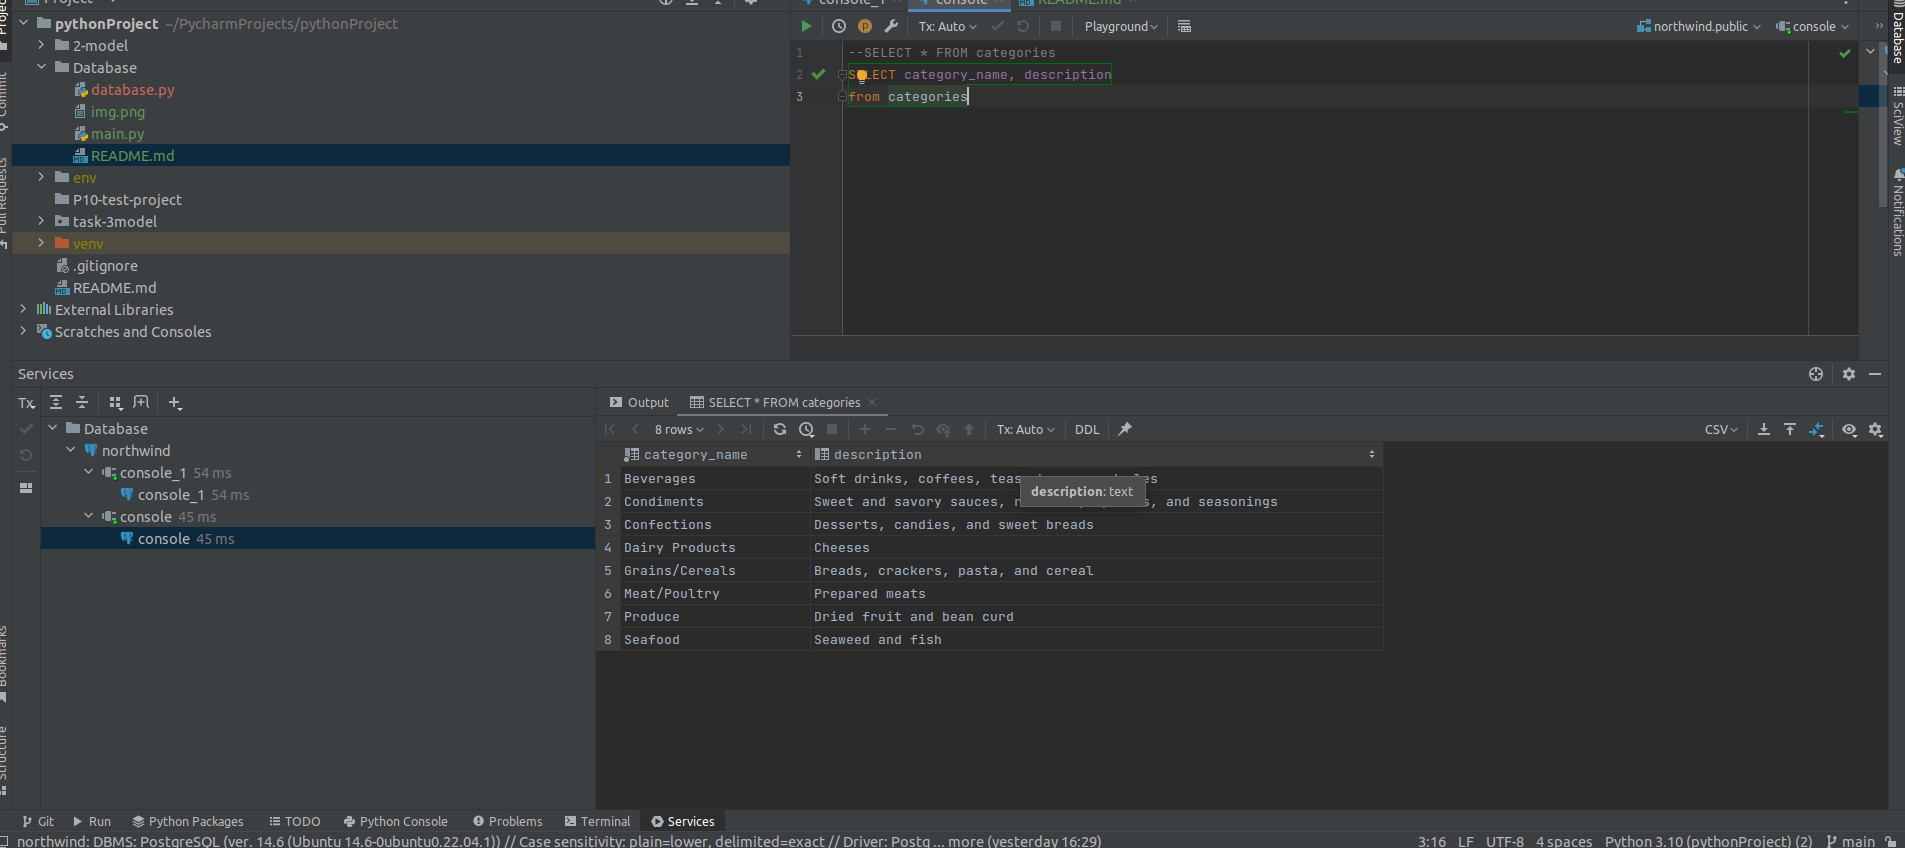 Project
console_1
console
README.md
pythonProject ~/PycharmProjects/pythonProject
2-model
Database
database.py
img.png
main.py
README.md
env
P10-test-project
task-3model
venv
.gitignore
README.md
External Libraries
Scratches and Consoles
Project
Commit
Pull Requests
Bookmarks
Structure
Tx: Auto
Playground
northwind.public
console
1 --SELECT * FROM categories
2 SELECT category_name, description
3 from categories
Database
SciView
Notifications
Services
Tx
Database
northwind
console_1 54 ms
console_1 54 ms
console 45 ms
console 45 ms
Output
SELECT * FROM categories
8 rows
Tx: Auto
DDL
CSV
category_name description
1 Beverages Soft drinks, coffees, teas
2 Condiments Sweet and savory sauces, and seasonings
description: text
3 Confections Desserts, candies, and sweet breads
4 Dairy Products Cheeses
5 Grains/Cereals Breads, crackers, pasta, and cereal
6 Meat/Poultry Prepared meats
7 Produce Dried fruit and bean curd
8 Seafood Seaweed and fish
Git Run Python Packages TODO Python Console Problems Terminal Services
northwind: DBMS: PostgreSQL (ver. 14.6 (Ubuntu 14.6-0ubuntu0.22.04.1)) // Case sensitivity: plain=lower, delimited=exact // Driver: Postg ... more (yesterday 16:29) 3:16 LF UTF-8 4 spaces Python 3.10 (pythonProject) (2) main